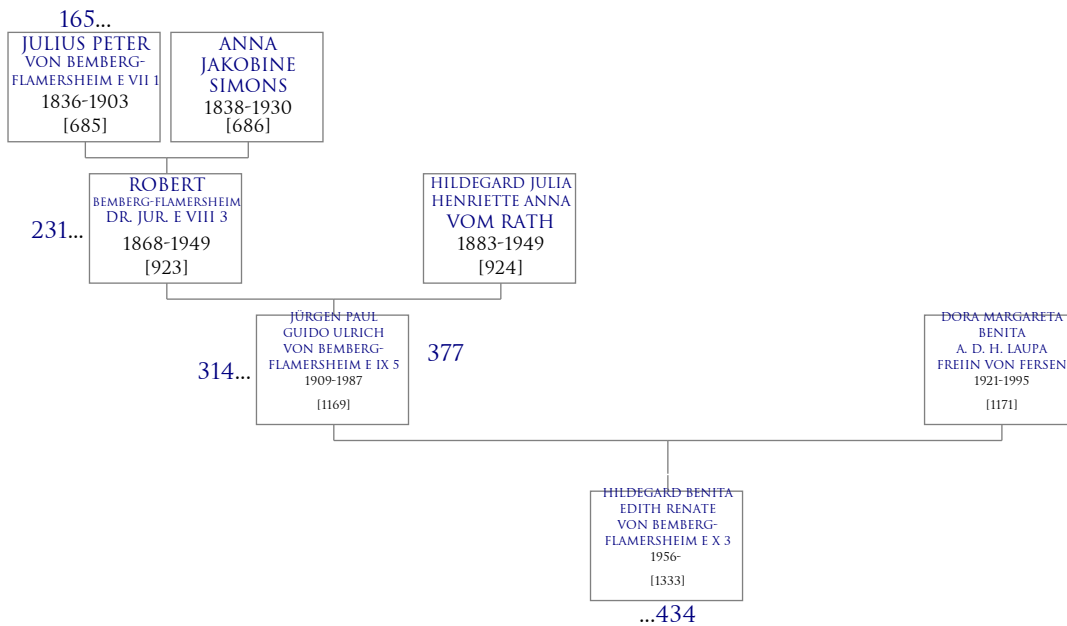 165...
JULIUS PETER
VON BEMBERG-
FLAMERSHEIM E VII 1
1836-1903
[685]
ANNA
JAKOBINE
SIMONS
1838-1930
[686]
231...
ROBERT
BEMBERG-FLAMERSHEIM
DR. JUR. E VIII 3
1868-1949
[923]
HILDEGARD JULIA
HENRIETTE ANNA
VOM RATH
1883-1949
[924]
314...
JÜRGEN PAUL
GUIDO ULRICH
VON BEMBERG-
FLAMERSHEIM E IX 5
1909-1987
[1169]
377
DORA MARGARETA
BENITA
A. D. H. LAUPA
FREIIN VON FERSEN
1921-1995
[1171]
HILDEGARD BENITA
EDITH RENATE
VON BEMBERG-
FLAMERSHEIM E X 3
1956-
[1333]
...434